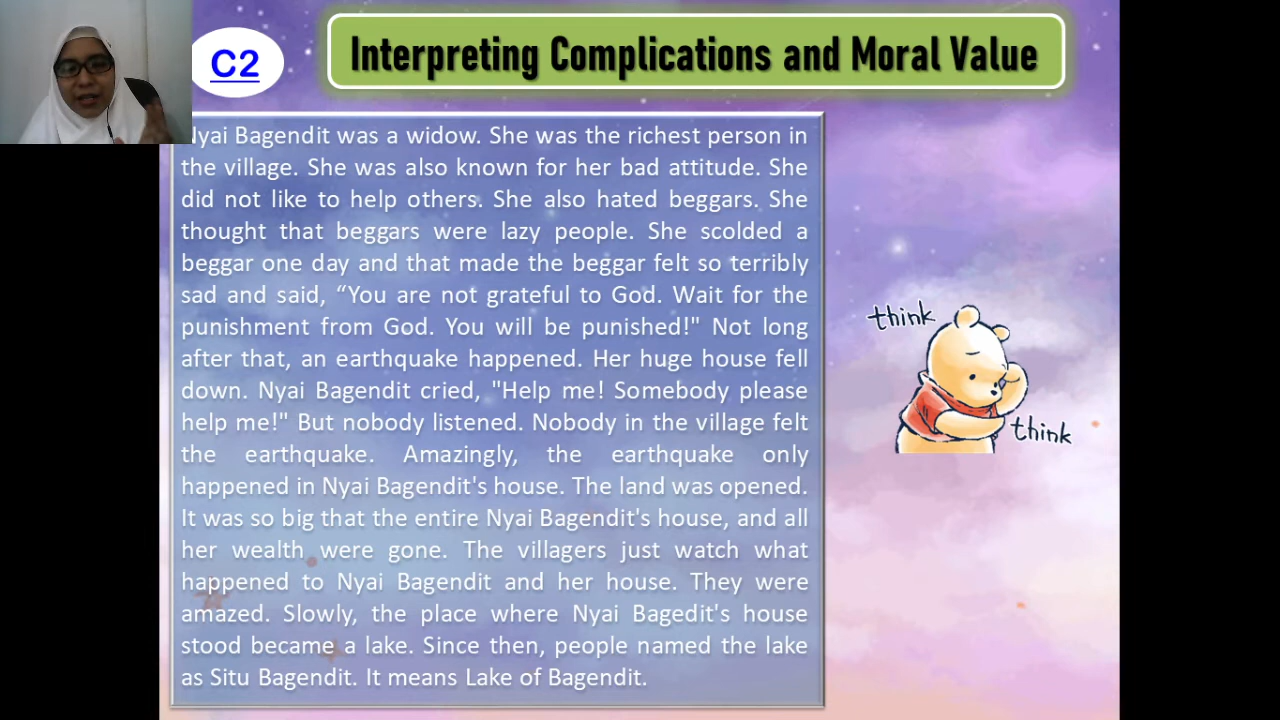 C2
Interpreting Complications and Moral Value
Nyai Bagendit was a widow. She was the richest person in
the village. She was also known for her bad attitude. She
did not like to help others. She also hated beggars. She
thought that beggars were lazy people. She scolded a
beggar one day and that made the beggar felt so terribly
sad and said, “You are not grateful to God. Wait for the
punishment from God. You will be punished!" Not long
after that, an earthquake happened. Her huge house fell
down. Nyai Bagendit cried, "Help me! Somebody please
help me!" But nobody listened. Nobody in the village felt
the earthquake. Amazingly, the earthquake only
happened in Nyai Bagendit's house. The land was opened.
It was so big that the entire Nyai Bagendit's house, and all
her wealth were gone. The villagers just watch what
happened to Nyai Bagendit and her house. They were
amazed. Slowly, the place where Nyai Bagedit's house
stood became a lake. Since then, people named the lake
as Situ Bagendit. It means Lake of Bagendit.
think
think